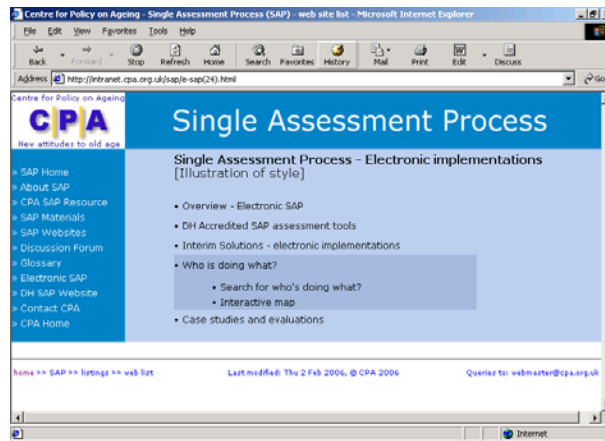 Centre for Policy on Ageing - Single Assessment Process (SAP) - web site list - Microsoft Internet Explorer
File Edit View Favorites Tools Help
Back Forward Stop Refresh Home Search Favorites History Mail Print Edit Discuss
Address http://intranet.cpa.org.uk/sap/e-sap(24).html Go
Centre for Policy on Ageing
CPA
New attitudes to old age
Single Assessment Process
Single Assessment Process - Electronic implementations
[Illustration of style]
» SAP Home
» About SAP
» CPA SAP Resource
» SAP Materials
» SAP Websites
» Discussion Forum
» Glossary
» Electronic SAP
» DH SAP Website
» Contact CPA
» CPA Home
• Overview - Electronic SAP
• DH Accredited SAP assessment tools
• Interim Solutions - electronic implementations
• Who is doing what?
• Search for who's doing what?
• Interactive map
• Case studies and evaluations
home >> SAP >> listings >> web list Last modified: Thu 2 Feb 2006, © CPA 2006 Queries to: webmaster@cpa.org.uk
Internet